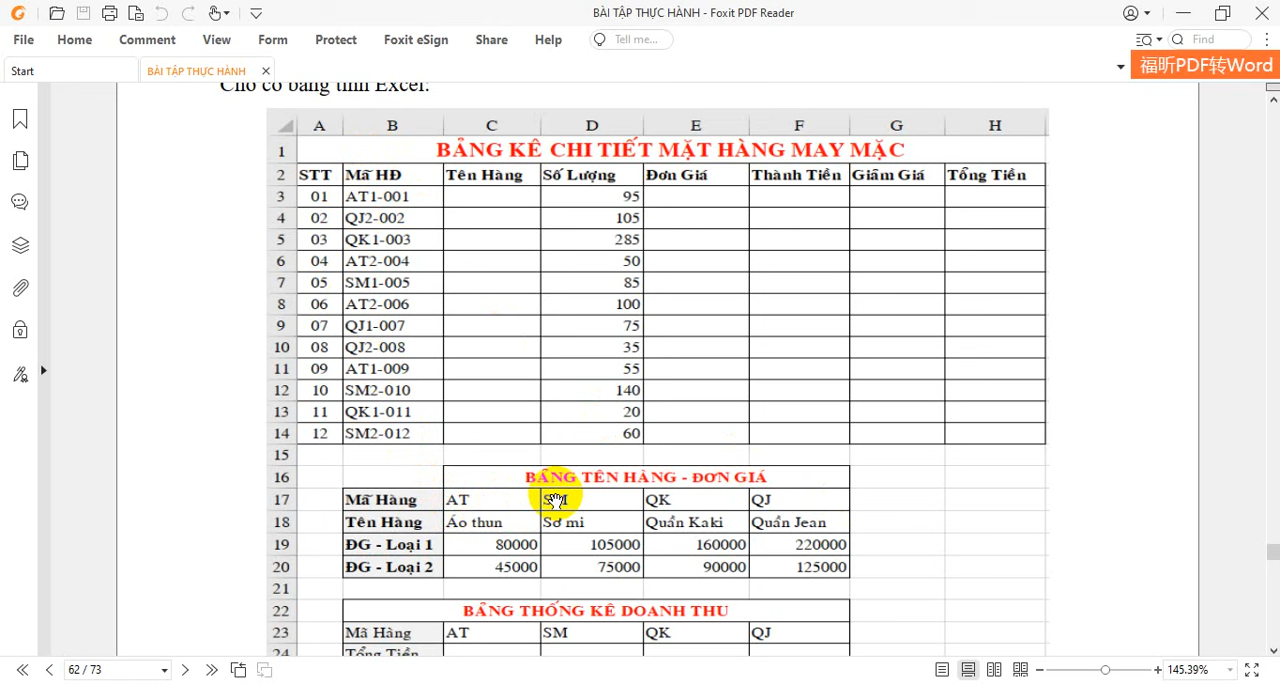 BÀI TẬP THỰC HÀNH - Foxit PDF Reader
File Home Comment View Form Protect Foxit eSign Share Help Tell me... Find
Start BÀI TẬP THỰC HÀNH 福昕PDF转Word
Cho có bảng tính Excel:
A B C D E F G H
1 BẢNG KÊ CHI TIẾT MẶT HÀNG MAY MẶC
2 STT Mã HĐ Tên Hàng Số Lượng Đơn Giá Thành Tiền Giảm Giá Tổng Tiền
3 01 AT1-001 95
4 02 QJ2-002 105
5 03 QK1-003 285
6 04 AT2-004 50
7 05 SM1-005 85
8 06 AT2-006 100
9 07 QJ1-007 75
10 08 QJ2-008 35
11 09 AT1-009 55
12 10 SM2-010 140
13 11 QK1-011 20
14 12 SM2-012 60
15
16 BẢNG TÊN HÀNG - ĐƠN GIÁ
17 Mã Hàng AT SM QK QJ
18 Tên Hàng Áo thun Sơ mi Quần Kaki Quần Jean
19 ĐG - Loại 1 80000 105000 160000 220000
20 ĐG - Loại 2 45000 75000 90000 125000
21
22 BẢNG THỐNG KÊ DOANH THU
23 Mã Hàng AT SM QK QJ
24 Tổng Tiền
62 / 73 145.39%